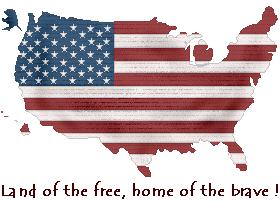 Land of the free, home of the brave !